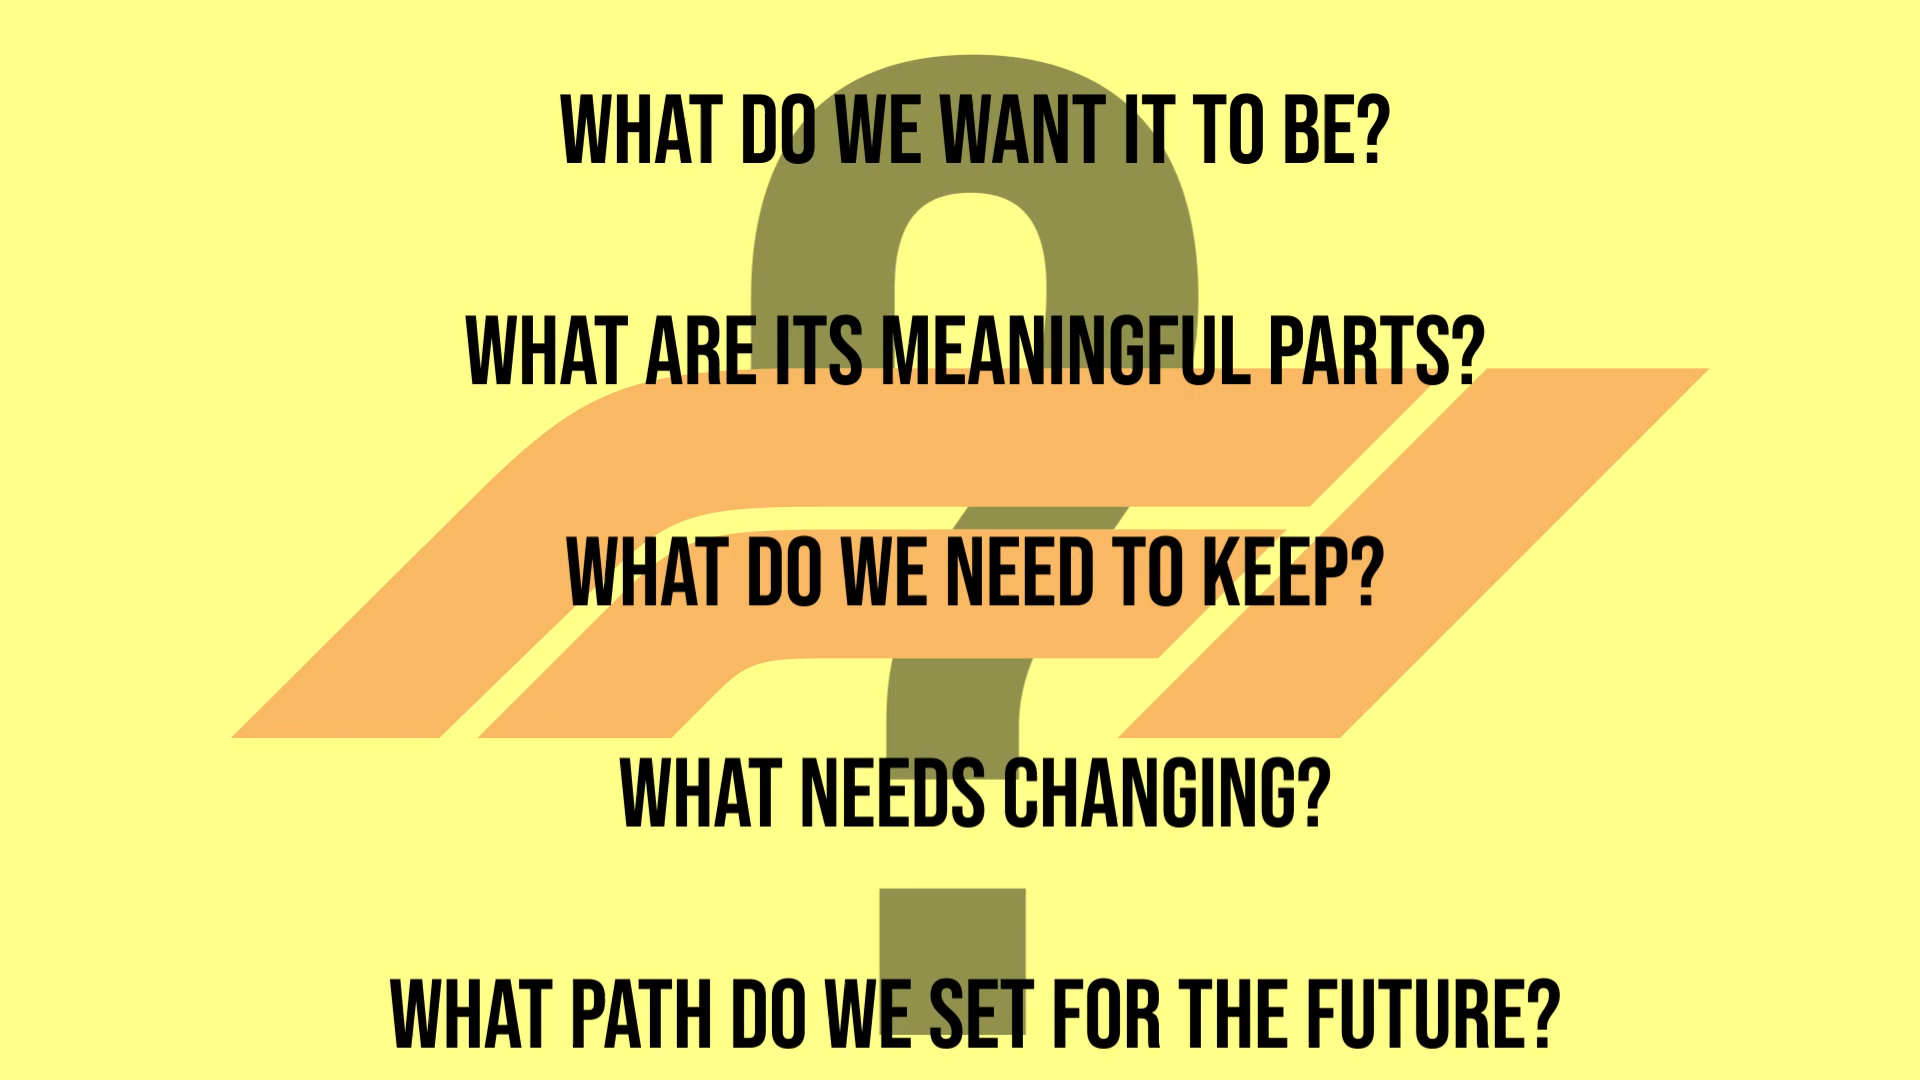 WHAT DO WE WANT IT TO BE?
WHAT ARE ITS MEANINGFUL PARTS?
WHAT DO WE NEED TO KEEP?
WHAT NEEDS CHANGING?
WHAT PATH DO WE SET FOR THE FUTURE?